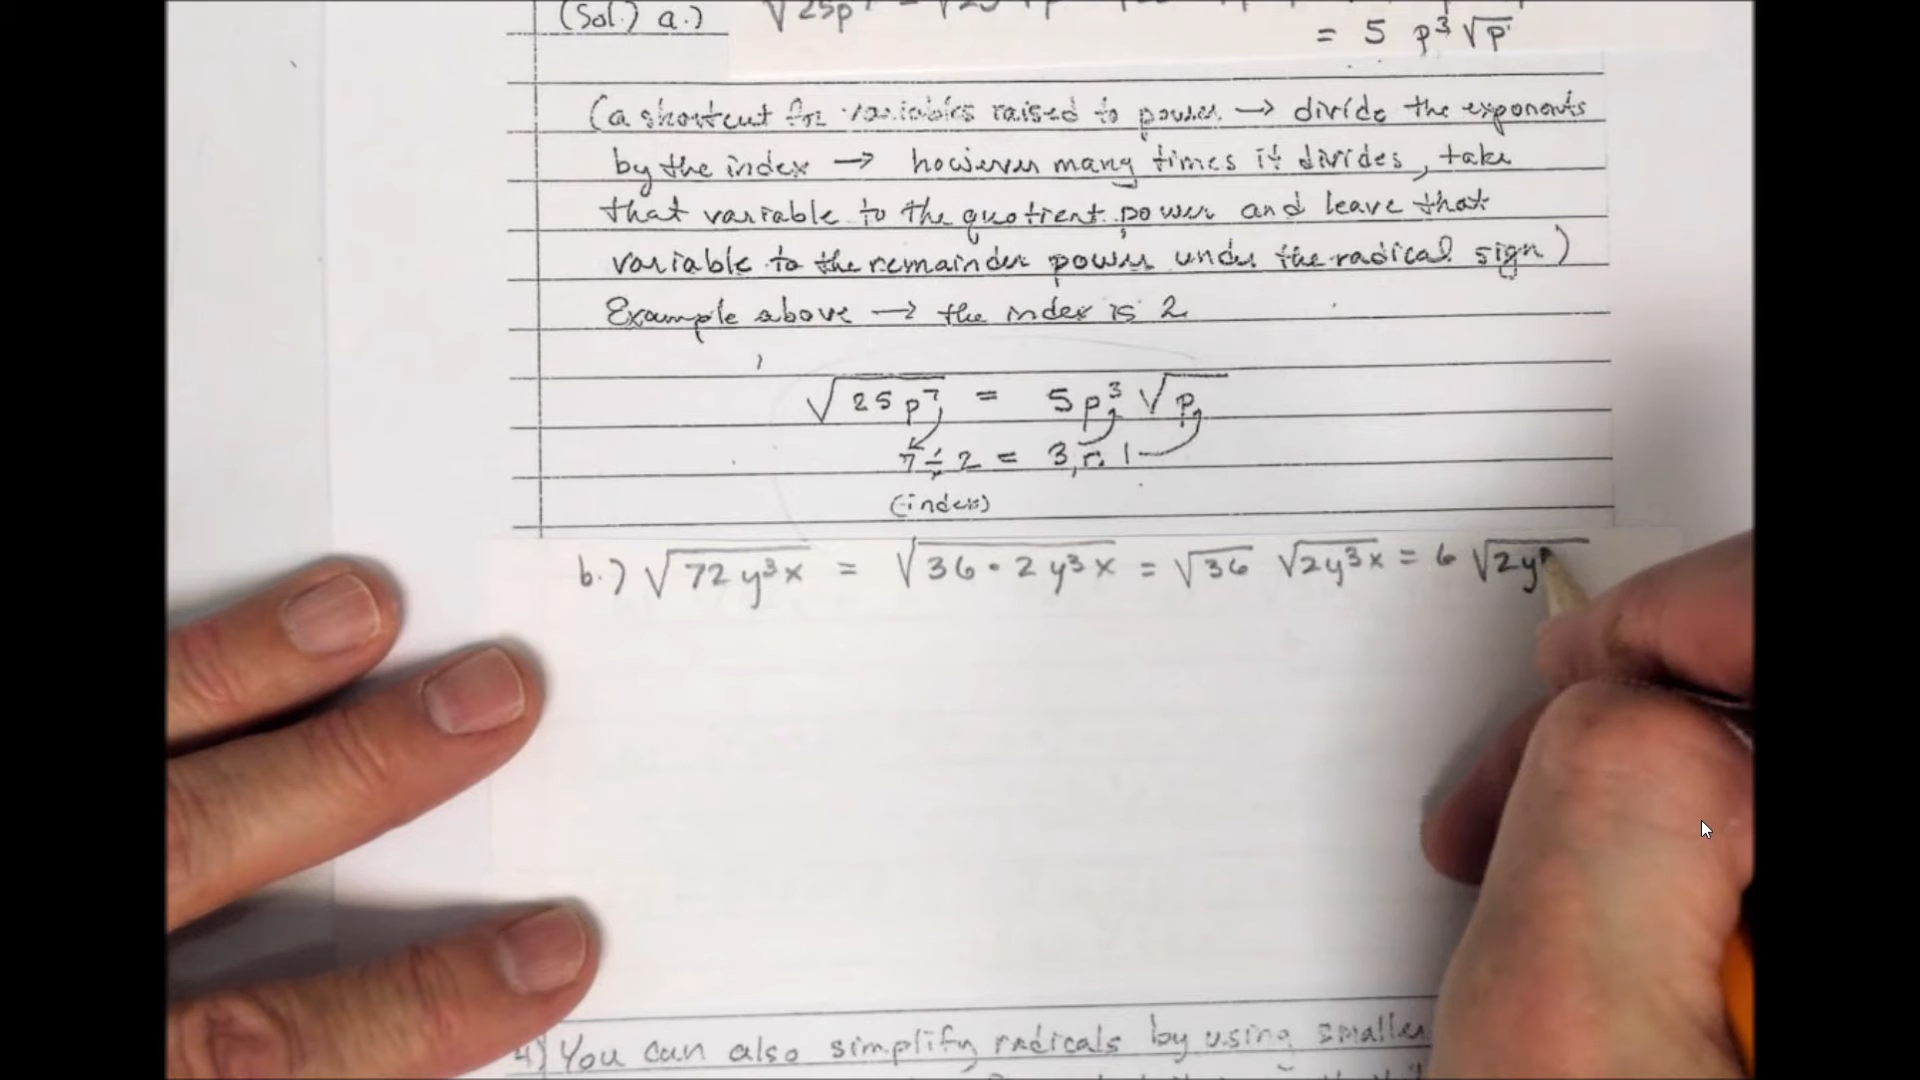 (Sol.) a.)
= 5 p³ √p
(a shortcut for variables raised to power → divide the exponents
by the index → however many times it divides, take
that variable to the quotient power and leave that
variable to the remainder power under the radical sign)
Example above → the index is 2
√25p⁷ = 5p³ √p
7 ÷ 2 = 3, r. 1
(index)
b.) √72y³x = √36 · 2y³x = √36 √2y³x = 6 √2y
4) You can also simplify radicals by using smaller